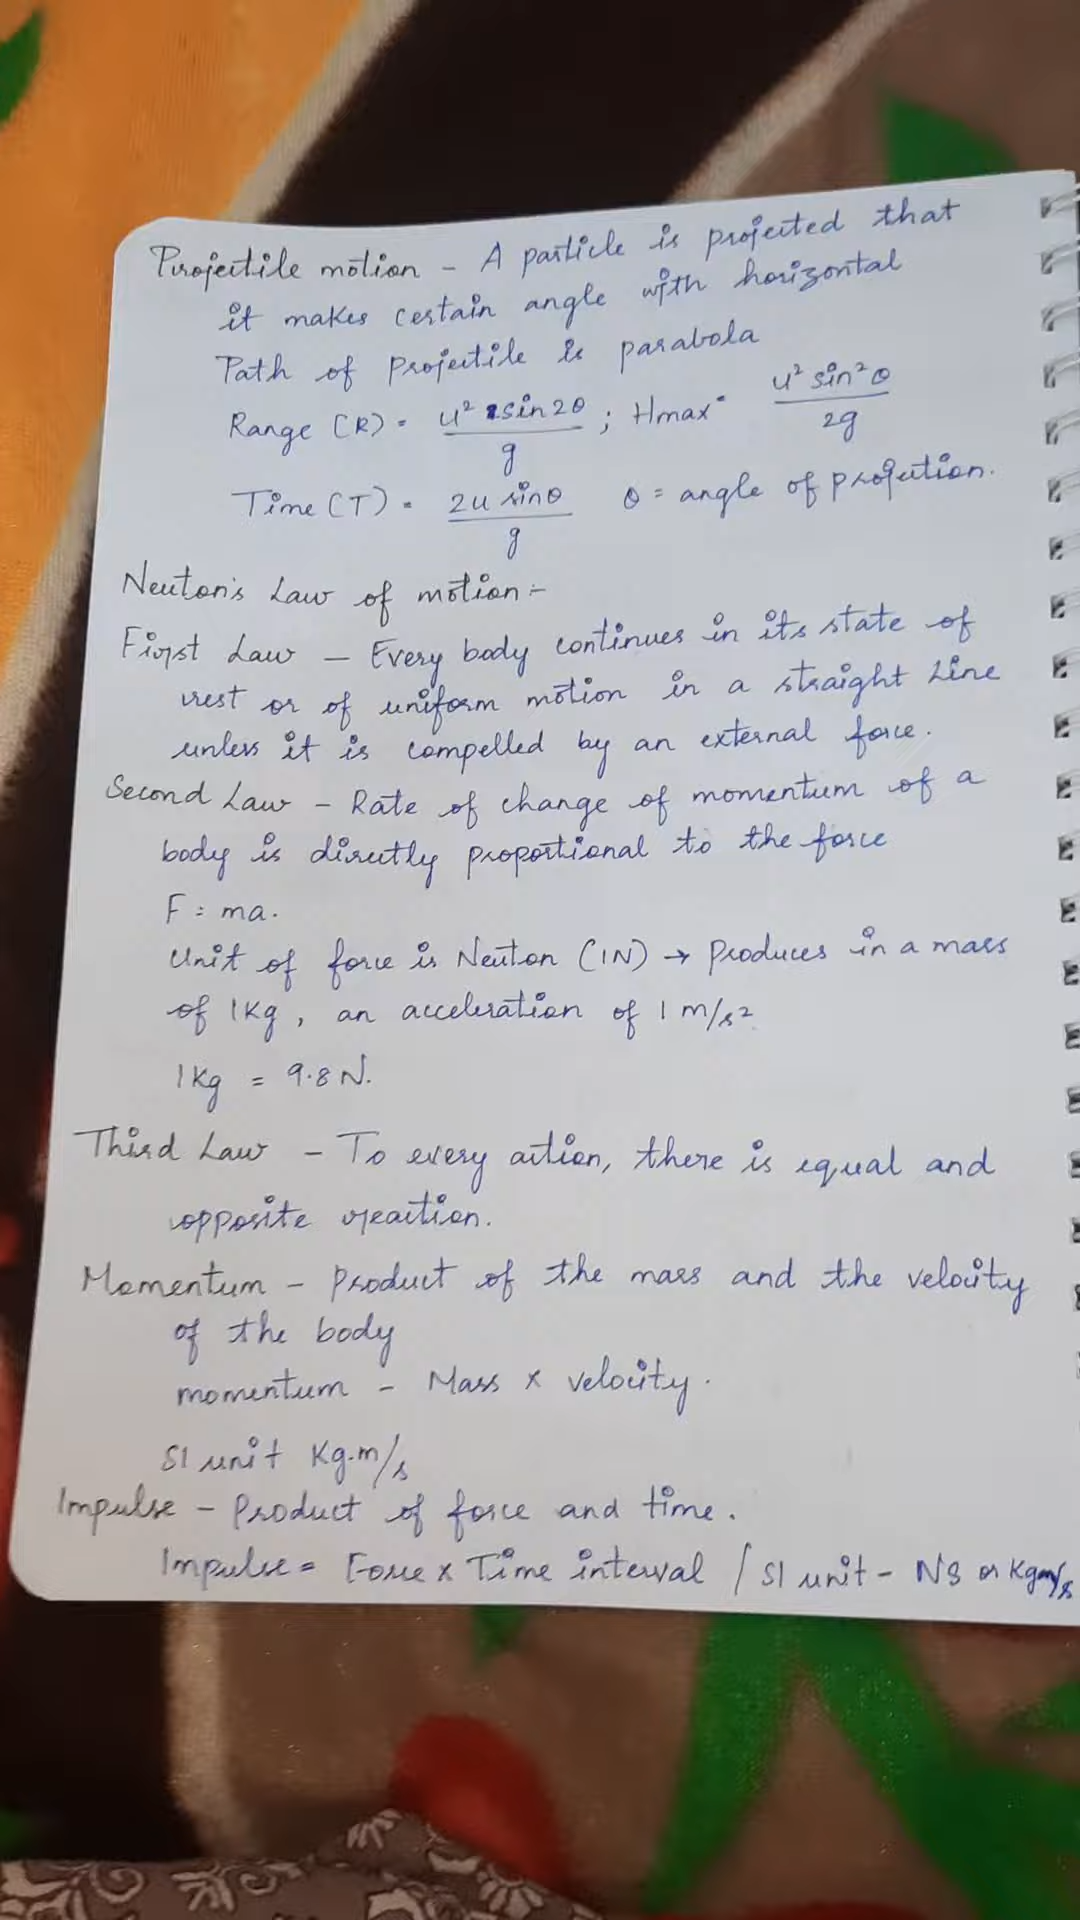 Projectile motion - A particle is projected that
it makes certain angle with horizontal
Path of projectile is parabola
Range (R) = u² sin 2θ / g ; Hmax = u² sin²θ / 2g
Time (T) = 2u sinθ / g θ = angle of projection.
Newton's Law of motion :-
First Law - Every body continues in its state of
rest or of uniform motion in a straight Line
unless it is compelled by an external force.
Second Law - Rate of change of momentum of a
body is directly proportional to the force
F = ma.
Unit of force is Newton (1N) → Produces in a mass
of 1kg, an acceleration of 1 m/s²
1kg = 9.8 N.
Third Law - To every action, there is equal and
opposite reaction.
Momentum - Product of the mass and the velocity
of the body
momentum - Mass x velocity.
SI unit Kg.m/s
Impulse - Product of force and time.
Impulse = Force x Time interval / SI unit - NS or Kgm/s